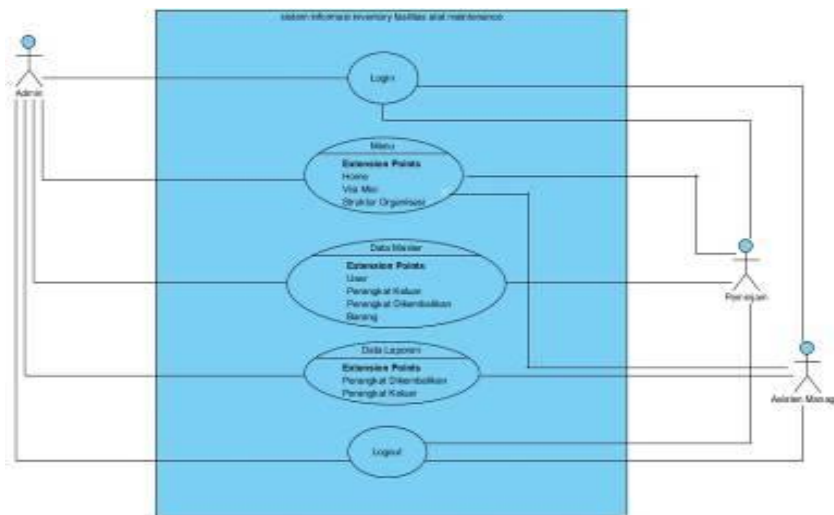 sistem informasi inventory fasilitas alat maintenance
Admin
Login
Menu
Extension Points
Home
Visi Misi
Struktur Organisasi
Data Master
Extension Points
User
Perangkat Keluar
Perangkat Dikembalikan
Barang
Peminjam
Data Laporan
Extension Points
Perangkat Dikembalikan
Perangkat Keluar
Asisten Manag
Logout